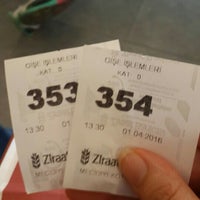 GİŞE İŞLEMLERİ
KAT : 0
353
13:30 01
Ziraat
GİŞE İŞLEMLERİ
KAT : 0
354
13:30 01.04.2016
Ziraat